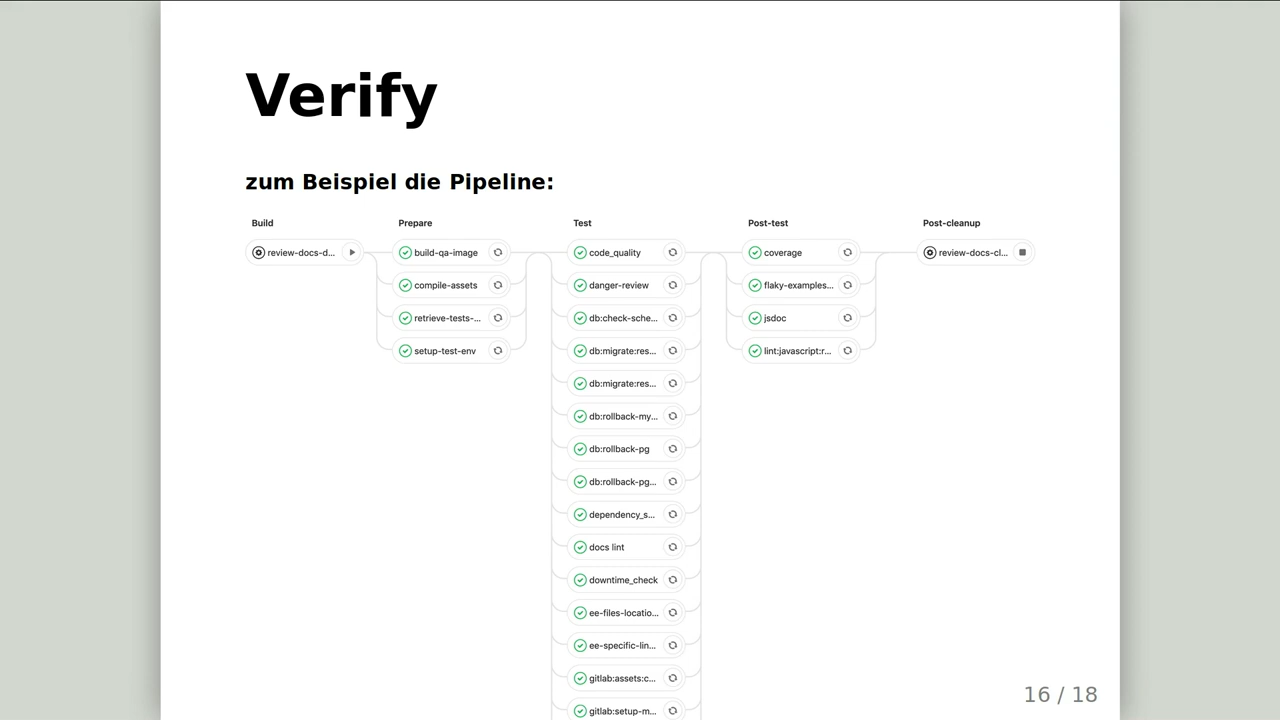 Verify
zum Beispiel die Pipeline:
Build
review-docs-d...
Prepare
build-qa-image
compile-assets
retrieve-tests-...
setup-test-env
Test
code_quality
danger-review
db:check-sche...
db:migrate:res...
db:migrate:res...
db:rollback-my...
db:rollback-pg
db:rollback-pg...
dependency_s...
docs lint
downtime_check
ee-files-locatio...
ee-specific-lin...
gitlab:assets:c...
gitlab:setup-m...
Post-test
coverage
flaky-examples...
jsdoc
lint:javascript:r...
Post-cleanup
review-docs-cl...
16 / 18